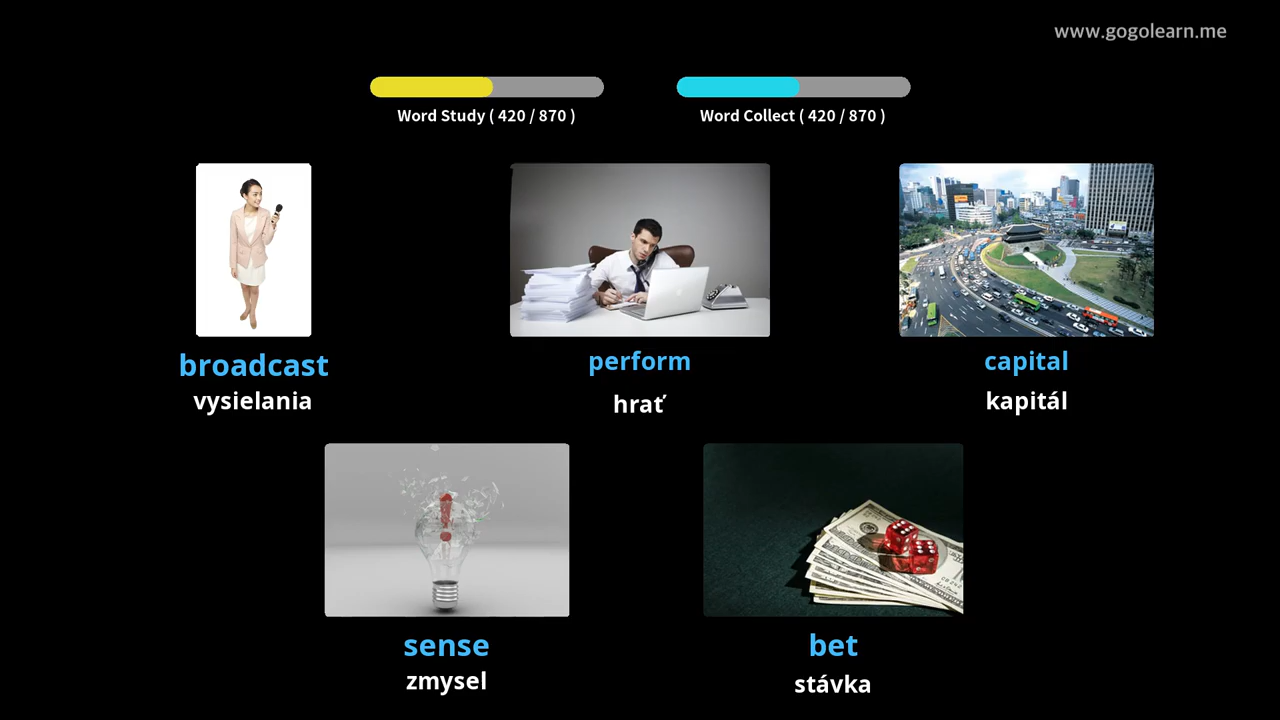 www.gogolearn.me
Word Study ( 420 / 870 )
Word Collect ( 420 / 870 )
broadcast
vysielania
perform
hrať
capital
kapitál
sense
zmysel
bet
stávka